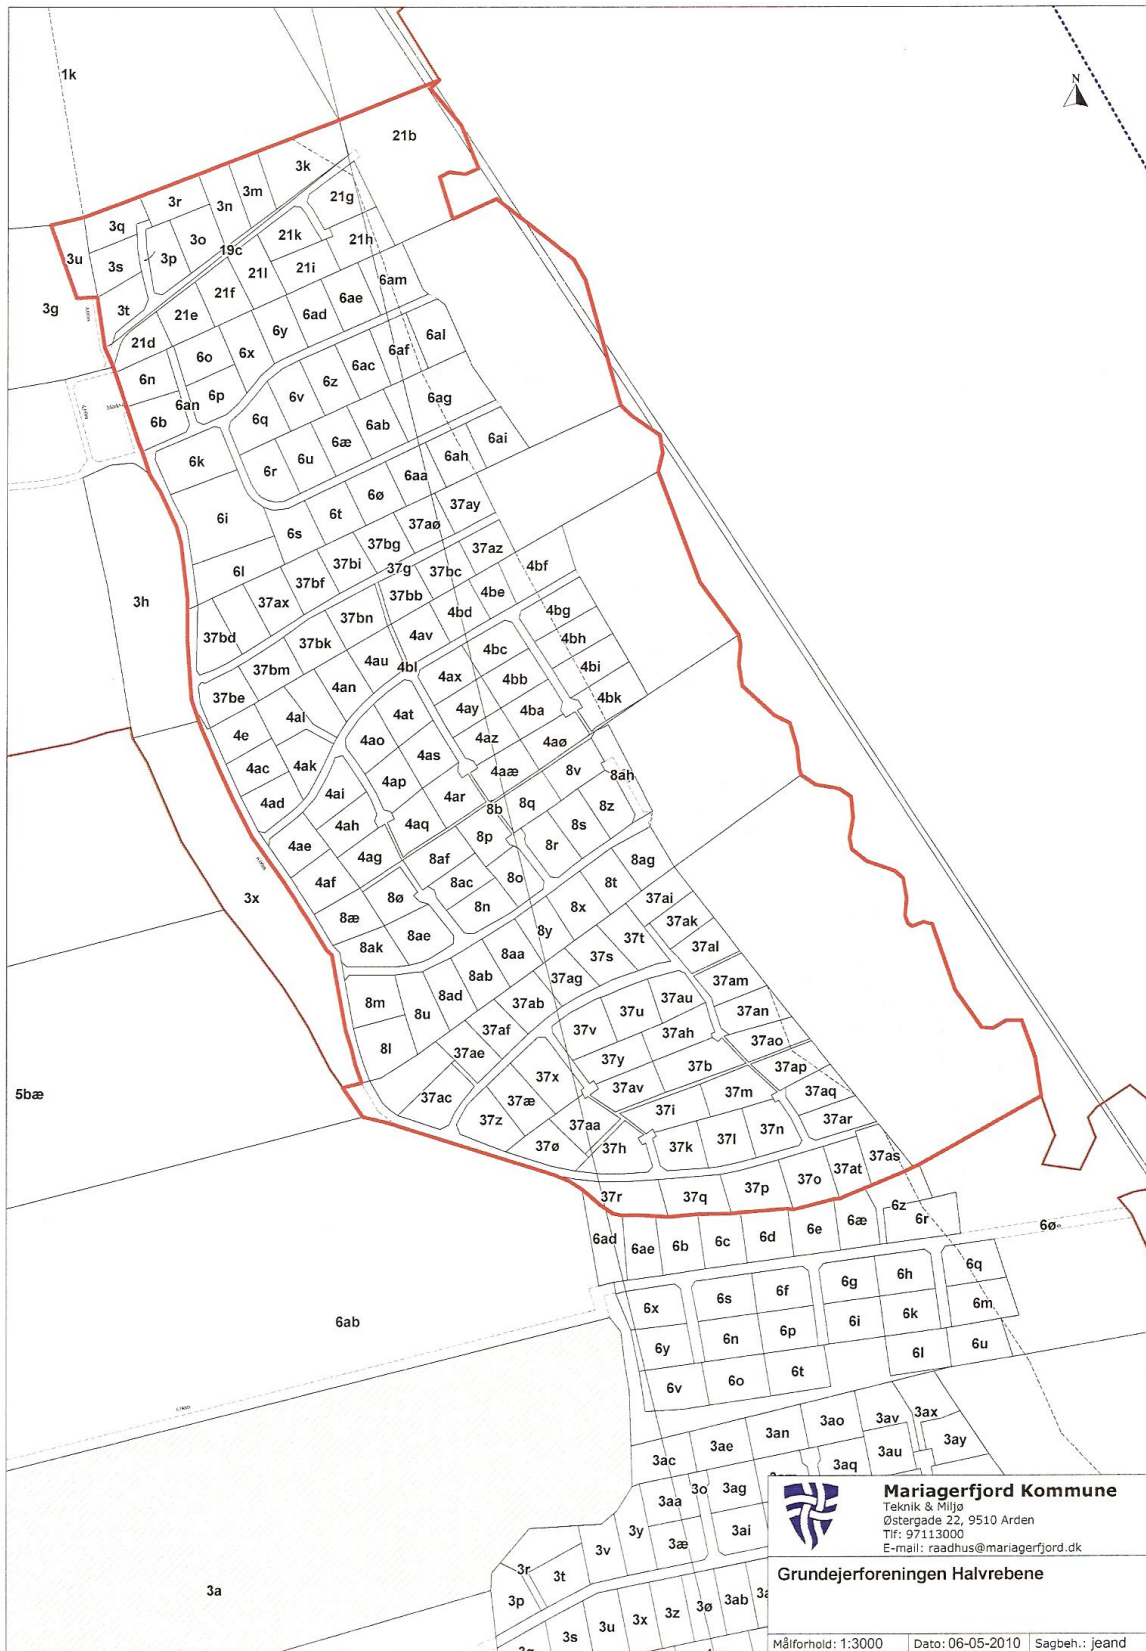 1k
N
21b
3k
3r
3m
3n
21g
3q
3o
21k
21h
19c
3u
3p
3s
21l
21i
6am
3g
3t
21f
6ae
21e
6ad
6y
21d
6o
6x
6af
6al
6ac
6n
6z
6p
6an
6v
6ag
6b
6q
6ab
6æ
6ai
6k
6u
6ah
6r
6aa
6ø
37ay
6i
6t
37aø
6s
37bg
37az
37bi
37g
37bc
4bf
6l
37bf
4be
3h
37ax
37bb
4bd
4bg
37bn
37bd
37bk
4av
4bh
4bc
4au
4bl
4bi
37bm
4ax
4bb
4an
37be
4bk
4al
4at
4ay
4ba
4e
4ao
4az
4aø
4as
4ac
4ak
4aæ
8v
8ah
4ap
4ai
4ar
4ad
8b
8q
8z
4ah
4aq
8p
8s
4ae
8r
4ag
8af
8ag
8o
4af
8ac
8t
8ø
37ai
3x
8n
8x
8æ
37ak
8y
8ae
37t
8ak
37al
8aa
37s
8ab
37ag
37am
8ad
37au
8m
37ab
37u
37an
8u
37af
37v
37ah
37ao
8l
37ae
37y
37b
37ap
37x
37av
37m
37aq
5bæ
37ac
37æ
37i
37z
37aa
37ar
37n
37l
37ø
37h
37k
37as
37at
37o
37p
37r
37q
6z
6r
6æ
6ø
6e
6ad
6d
6c
6b
6ae
6q
6h
6g
6f
6s
6x
6m
6k
6i
6ab
6p
6n
6y
6u
6l
6t
6o
6v
3ax
3ao
3av
3an
3ay
3ae
3au
3ac
3aq
3o
3ag
3aa
3y
3ai
3æ
3v
3r
3t
3a
3p
3ab
3ø
3z
3x
3u
3s
Mariagerfjord Kommune
Teknik & Miljø
Østergade 22, 9510 Arden
Tlf: 97113000
E-mail: raadhus@mariagerfjord.dk
Grundejerforeningen Halvrebene
Målforhold: 1:3000
Dato: 06-05-2010
Sagbeh.: jeand